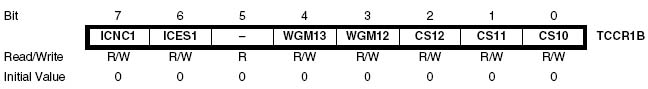 Bit 7 6 5 4 3 2 1 0
ICNC1 ICES1 – WGM13 WGM12 CS12 CS11 CS10 TCCR1B
Read/Write R/W R/W R R/W R/W R/W R/W R/W
Initial Value 0 0 0 0 0 0 0 0